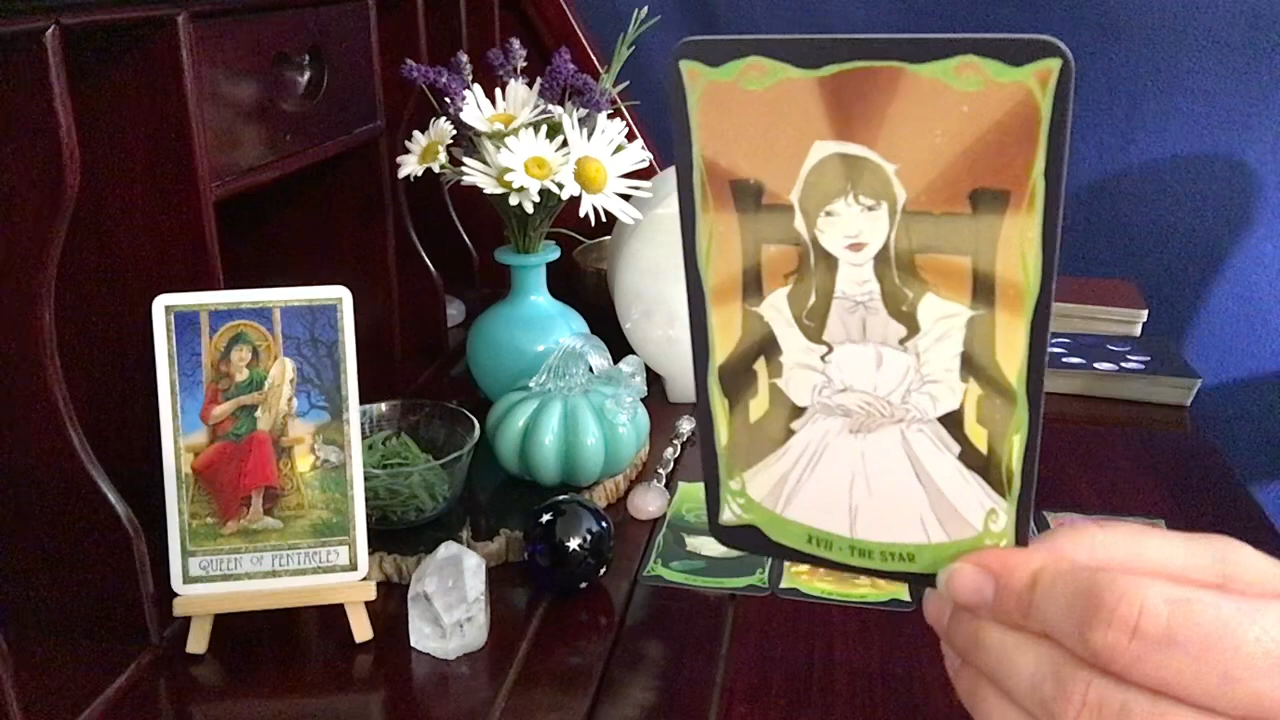 QUEEN OF PENTACLES
XVII • THE STAR